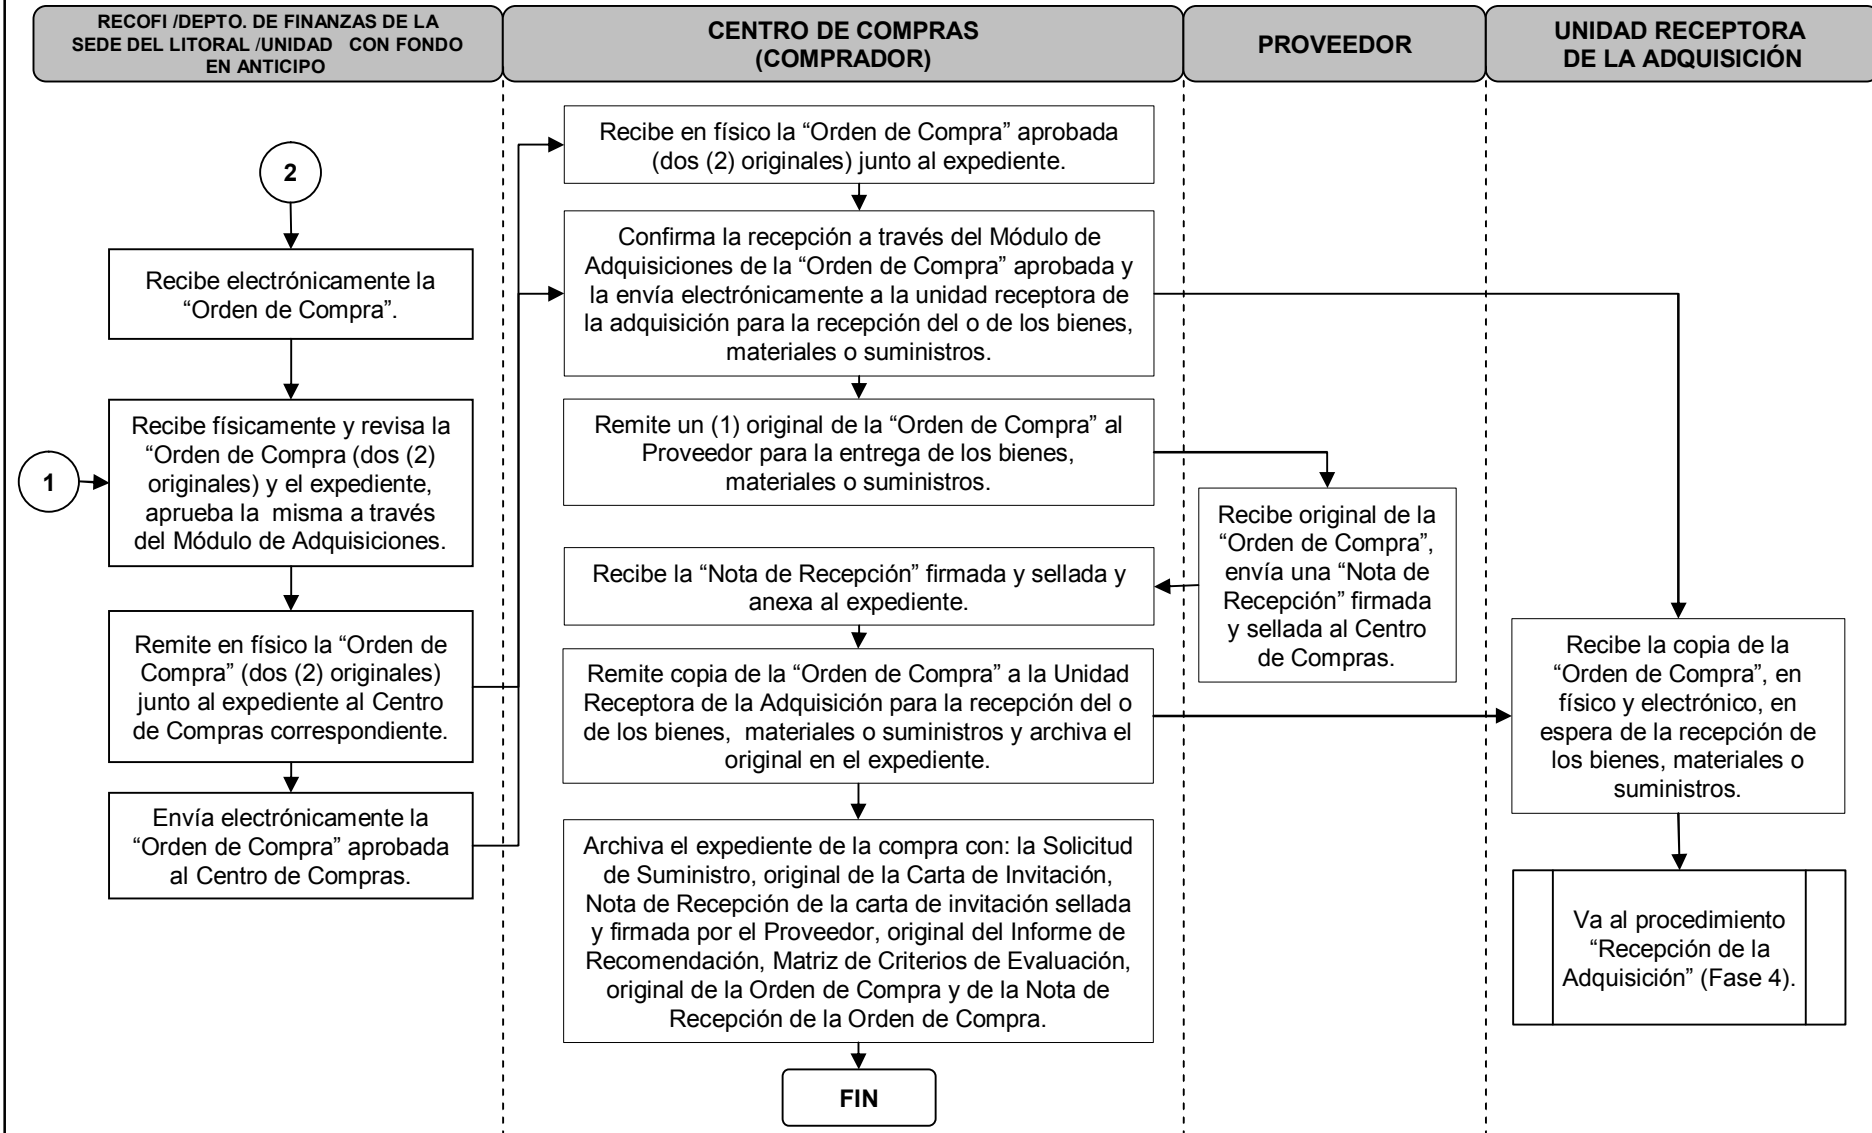 RECOFI /DEPTO. DE FINANZAS DE LA
SEDE DEL LITORAL /UNIDAD CON FONDO
EN ANTICIPO
CENTRO DE COMPRAS
(COMPRADOR)
PROVEEDOR
UNIDAD RECEPTORA
DE LA ADQUISICIÓN
2
Recibe electrónicamente la
“Orden de Compra”.
1
Recibe físicamente y revisa la
“Orden de Compra (dos (2)
originales) y el expediente,
aprueba la misma a través
del Módulo de Adquisiciones.
Remite en físico la “Orden de
Compra” (dos (2) originales)
junto al expediente al Centro
de Compras correspondiente.
Envía electrónicamente la
“Orden de Compra” aprobada
al Centro de Compras.
Recibe en físico la “Orden de Compra” aprobada
(dos (2) originales) junto al expediente.
Confirma la recepción a través del Módulo de
Adquisiciones de la “Orden de Compra” aprobada y
la envía electrónicamente a la unidad receptora de
la adquisición para la recepción del o de los bienes,
materiales o suministros.
Remite un (1) original de la “Orden de Compra” al
Proveedor para la entrega de los bienes,
materiales o suministros.
Recibe la “Nota de Recepción” firmada y sellada y
anexa al expediente.
Remite copia de la “Orden de Compra” a la Unidad
Receptora de la Adquisición para la recepción del o
de los bienes, materiales o suministros y archiva el
original en el expediente.
Archiva el expediente de la compra con: la Solicitud
de Suministro, original de la Carta de Invitación,
Nota de Recepción de la carta de invitación sellada
y firmada por el Proveedor, original del Informe de
Recomendación, Matriz de Criterios de Evaluación,
original de la Orden de Compra y de la Nota de
Recepción de la Orden de Compra.
FIN
Recibe original de la
“Orden de Compra”,
envía una “Nota de
Recepción” firmada
y sellada al Centro
de Compras.
Recibe la copia de la
“Orden de Compra”, en
físico y electrónico, en
espera de la recepción de
los bienes, materiales o
suministros.
Va al procedimiento
“Recepción de la
Adquisición” (Fase 4).